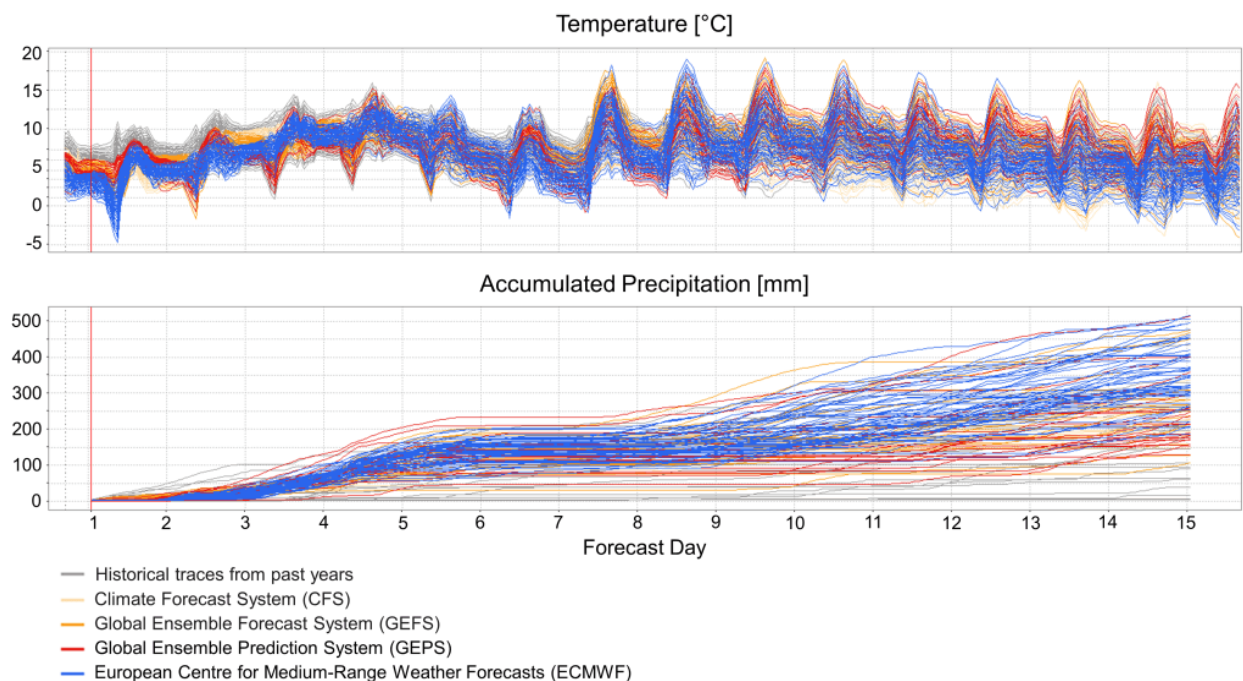 Temperature [°C]
20
15
10
5
0
-5
Accumulated Precipitation [mm]
500
400
300
200
100
0
1 2 3 4 5 6 7 8 9 10 11 12 13 14 15
Forecast Day
Historical traces from past years
Climate Forecast System (CFS)
Global Ensemble Forecast System (GEFS)
Global Ensemble Prediction System (GEPS)
European Centre for Medium-Range Weather Forecasts (ECMWF)